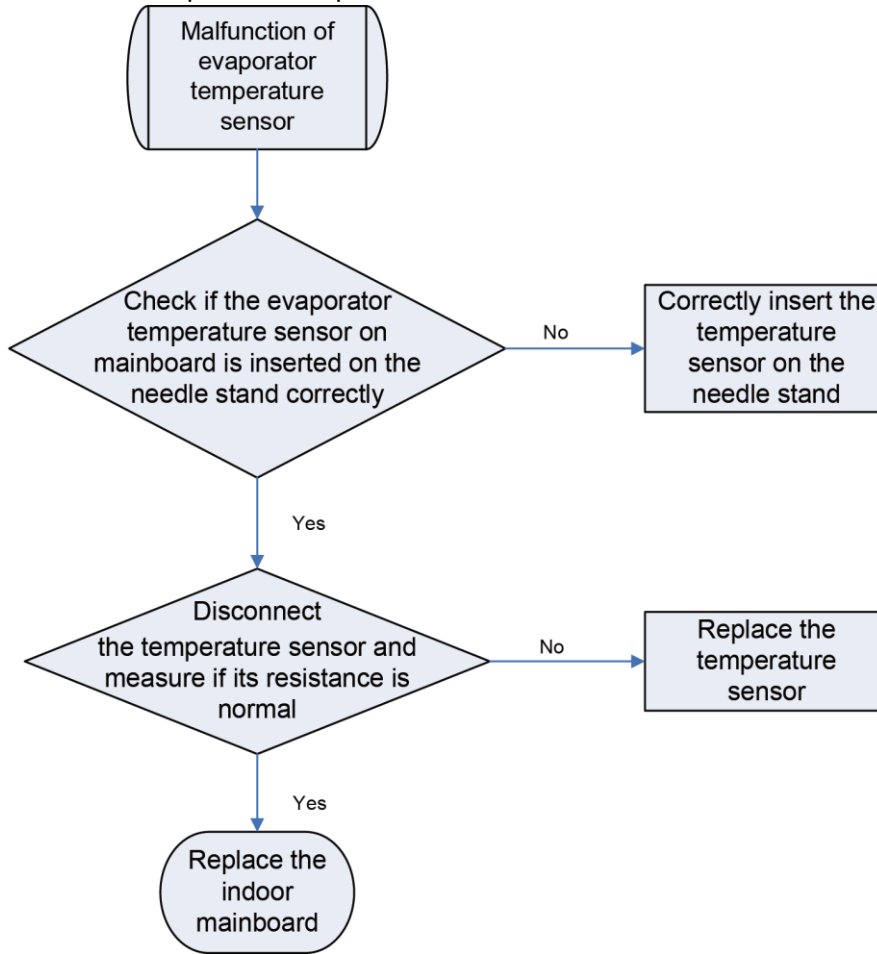 Malfunction of
evaporator
temperature
sensor
Check if the evaporator
temperature sensor on
mainboard is inserted on the
needle stand correctly
No
Correctly insert the
temperature
sensor on the
needle stand
Yes
Disconnect
the temperature sensor and
measure if its resistance is
normal
No
Replace the
temperature
sensor
Yes
Replace the
indoor
mainboard